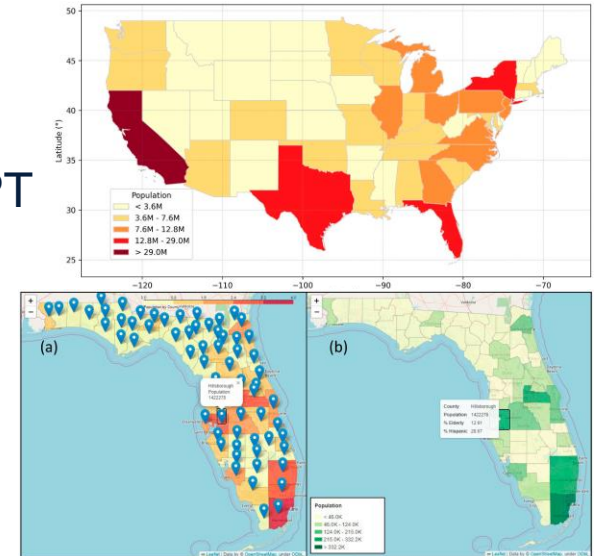 50
45
40
35
30
25
Latitude (°)
Population
< 3.6M
3.6M - 7.6M
7.6M - 12.8M
12.8M - 29.0M
> 29.0M
−120
−110
−100
−90
−80
−70
PT
+
−
(a)
Hillsborough
Population:
1422278
Leaflet | Data by © OpenStreetMap, under ODbL
+
−
(b)
County Hillsborough
Population 1422278
% Elderly
% Hispanic
Population
< 46.0K
46.0K - 124.0K
124.0K - 215.0K
215.0K - 332.2K
> 332.2K
Leaflet | Data by © OpenStreetMap, under ODbL